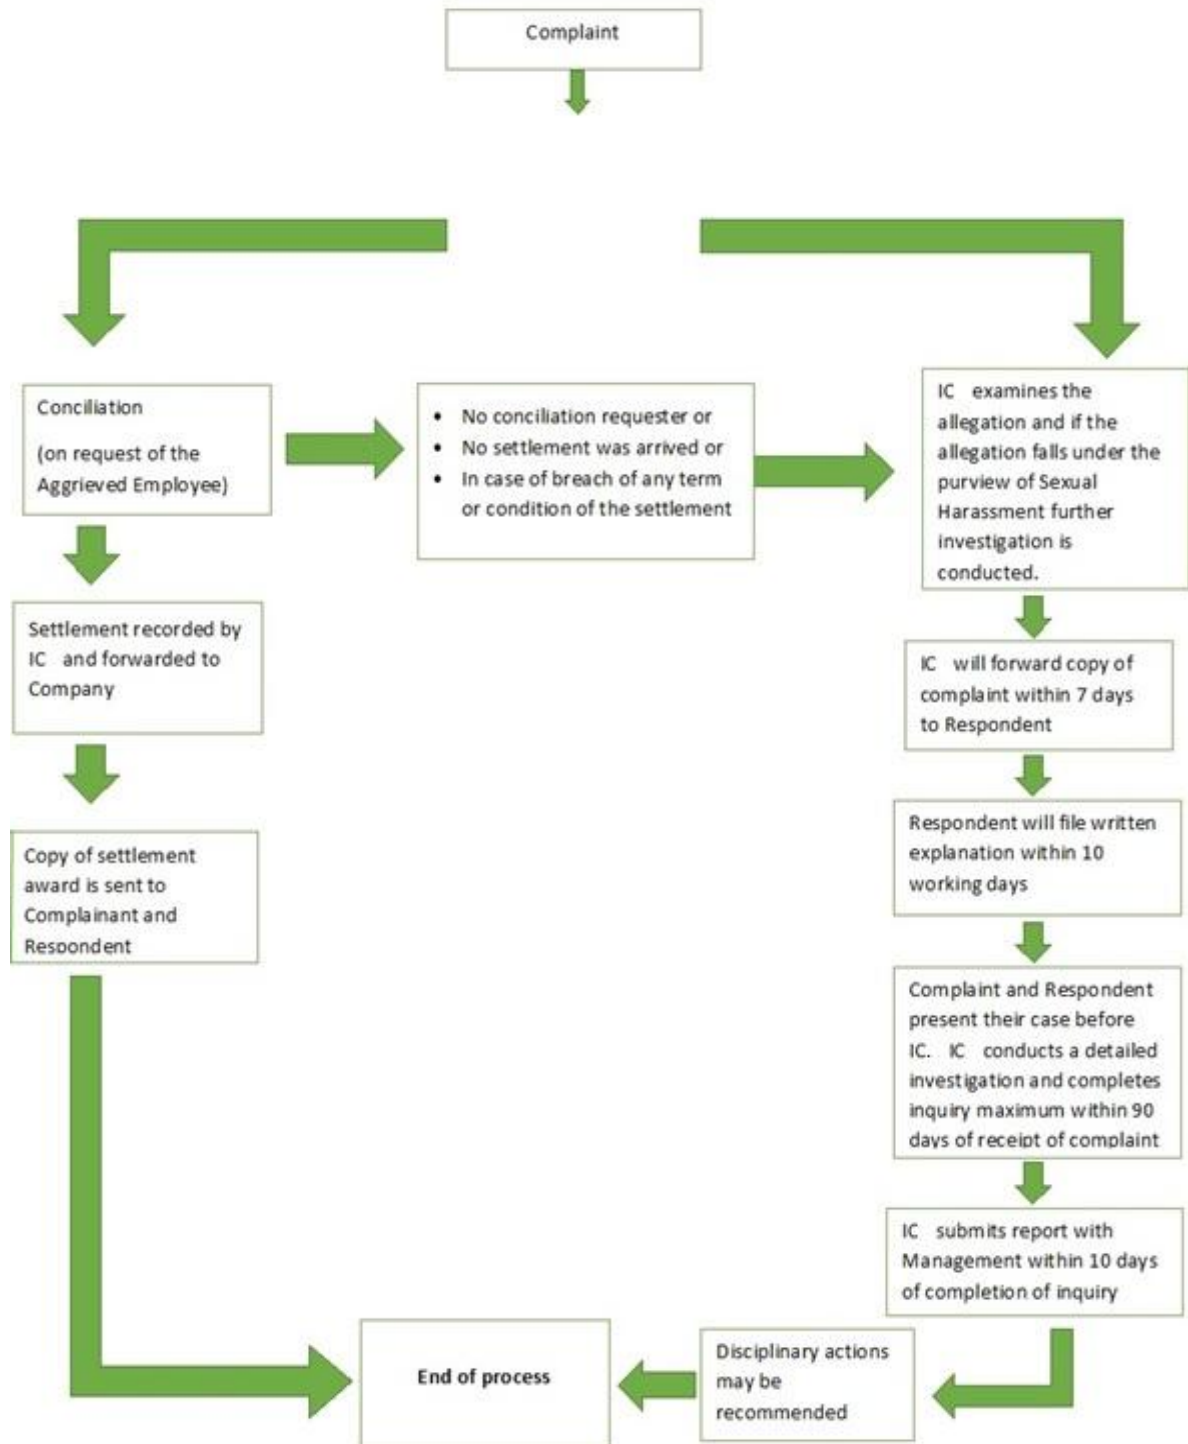 Complaint
Conciliation
(on request of the
Aggrieved Employee)
• No conciliation requester or
• No settlement was arrived or
• In case of breach of any term
or condition of the settlement
IC examines the
allegation and if the
allegation falls under the
purview of Sexual
Harassment further
investigation is
conducted.
Settlement recorded by
IC and forwarded to
Company
IC will forward copy of
complaint within 7 days
to Respondent
Copy of settlement
award is sent to
Complainant and
Respondent
Respondent will file written
explanation within 10
working days
Complaint and Respondent
present their case before
IC. IC conducts a detailed
investigation and completes
inquiry maximum within 90
days of receipt of complaint
IC submits report with
Management within 10 days
of completion of inquiry
Disciplinary actions
may be
recommended
End of process